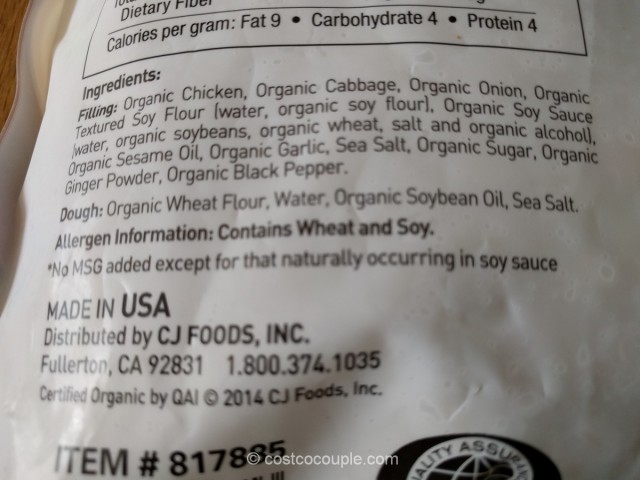 Dietary Fiber
Calories per gram: Fat 9 • Carbohydrate 4 • Protein 4
Ingredients:
Filling: Organic Chicken, Organic Cabbage, Organic Onion, Organic
Textured Soy Flour (water, organic soy flour), Organic Soy Sauce
(water, organic soybeans, organic wheat, salt and organic alcohol),
Organic Sesame Oil, Organic Garlic, Sea Salt, Organic Sugar, Organic
Ginger Powder, Organic Black Pepper.
Dough: Organic Wheat Flour, Water, Organic Soybean Oil, Sea Salt.
Allergen Information: Contains Wheat and Soy.
*No MSG added except for that naturally occurring in soy sauce
MADE IN USA
Distributed by CJ FOODS, INC.
Fullerton, CA 92831 1.800.374.1035
Certified Organic by QAI © 2014 CJ Foods, Inc.
ITEM # 817885
© costcocouple.com